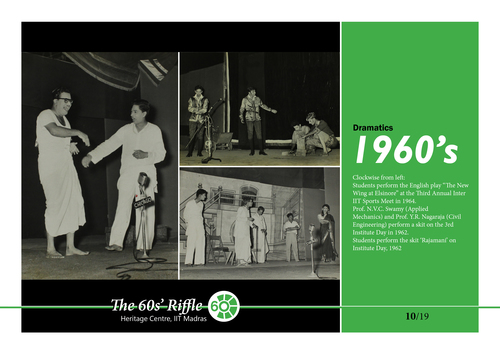 Dramatics
1960's
Clockwise from left:
Students perform the English play "The New
Wing at Elsinore" at the Third Annual Inter
IIT Sports Meet in 1964.
Prof. N.V.C. Swamy (Applied
Mechanics) and Prof. Y.R. Nagaraja (Civil
Engineering) perform a skit on the 3rd
Institute Day in 1962.
Students perform the skit 'Rajamani' on
Institute Day, 1962
The 60s' Riffle
60
Heritage Centre, IIT Madras
10/19